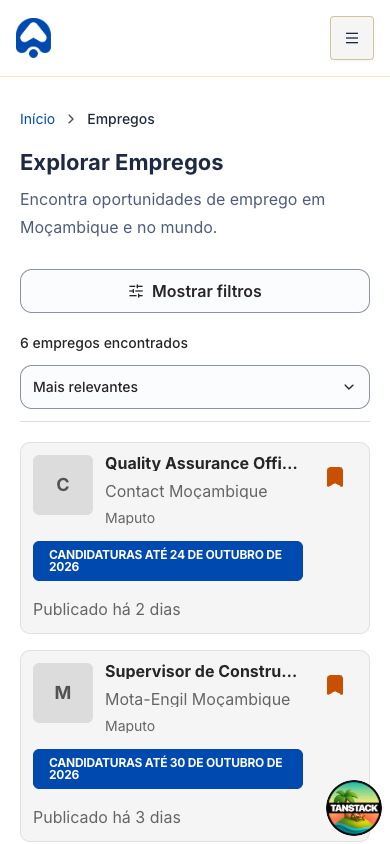 Início > Empregos
Explorar Empregos
Encontra oportunidades de emprego em
Moçambique e no mundo.
Mostrar filtros
6 empregos encontrados
Mais relevantes
C
Quality Assurance Offi...
Contact Moçambique
Maputo
CANDIDATURAS ATÉ 24 DE OUTUBRO DE
2026
Publicado há 2 dias
M
Supervisor de Constru...
Mota-Engil Moçambique
Maputo
CANDIDATURAS ATÉ 30 DE OUTUBRO DE
2026
Publicado há 3 dias
TANSTACK